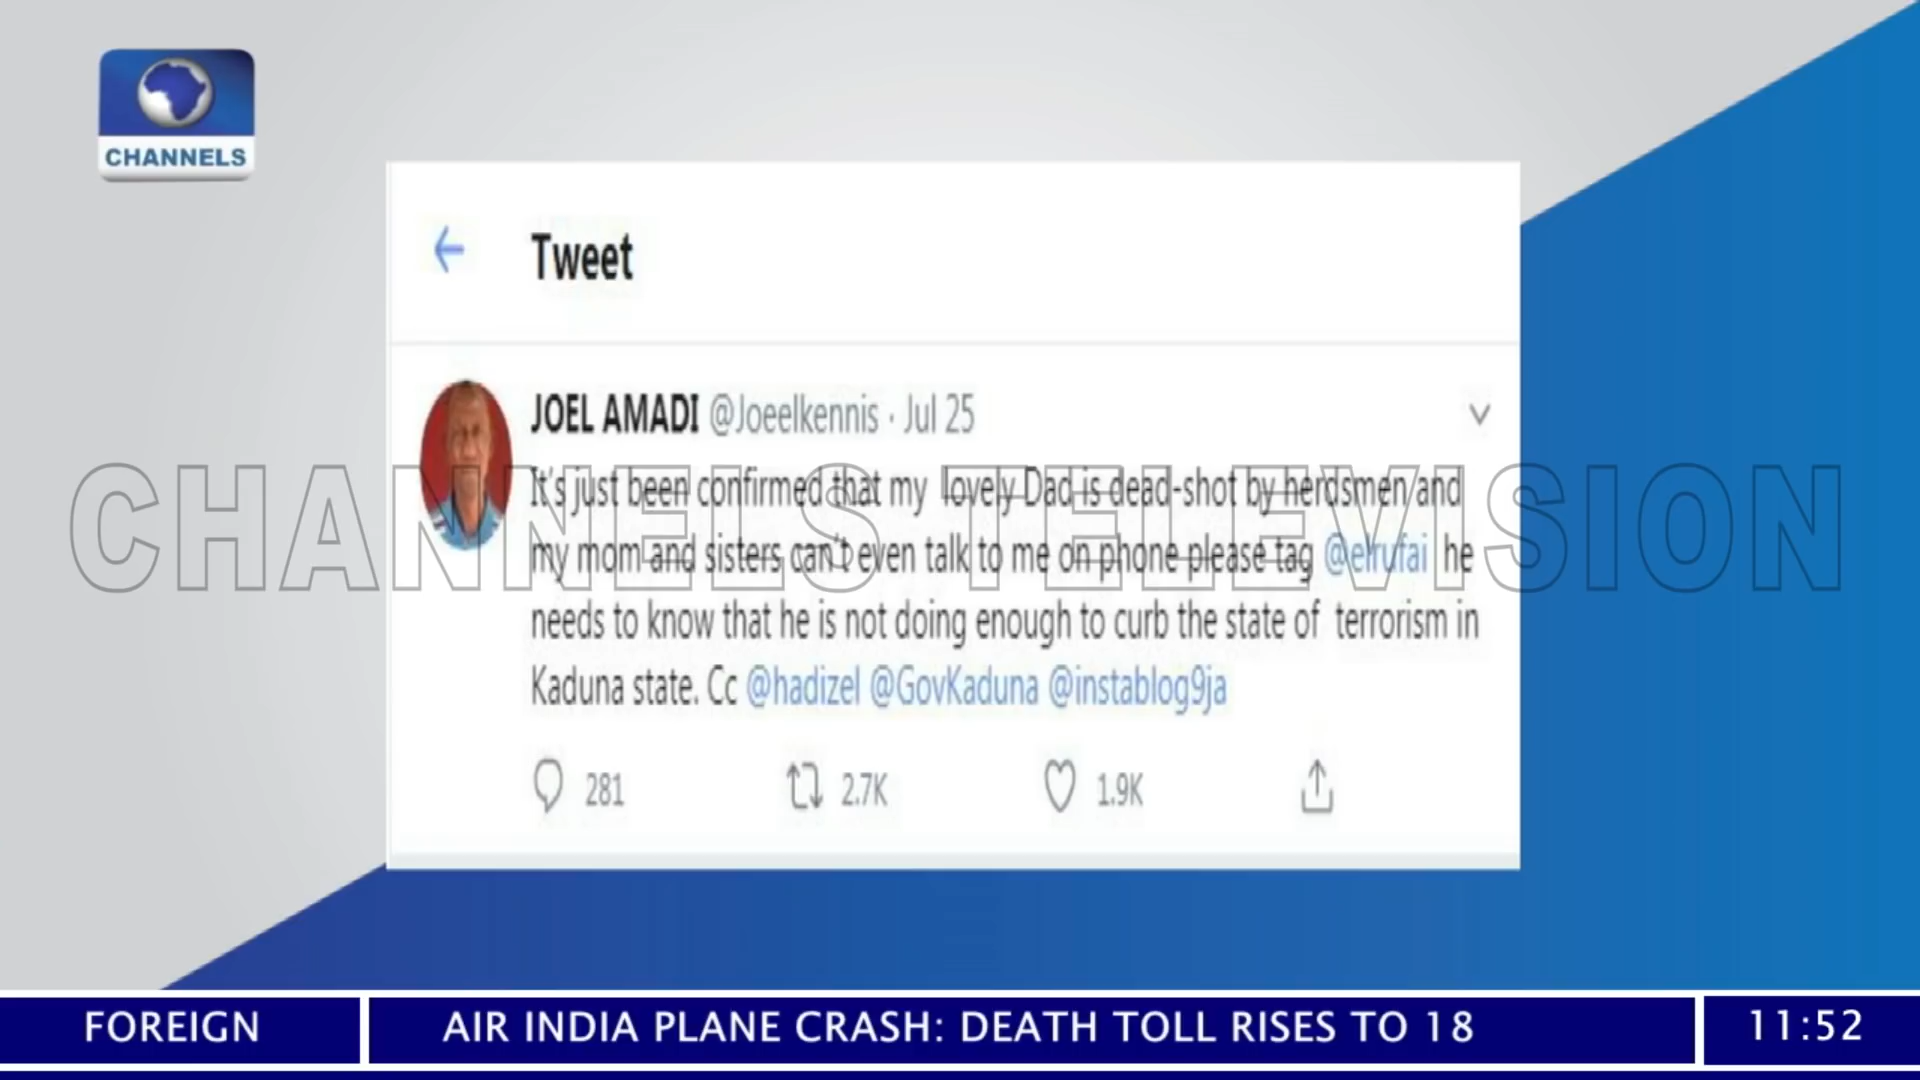 CHANNELS
Tweet
JOEL AMADI @Joeelkennis · Jul 25
It's just been confirmed that my lovely Dad is dead-shot by herdsmen and
my mom and sisters can't even talk to me on phone please tag @elrufai he
needs to know that he is not doing enough to curb the state of terrorism in
Kaduna state. Cc @hadizel @GovKaduna @instablog9ja
281 2.7K 1.9K
CHANNELS TELEVISION
FOREIGN AIR INDIA PLANE CRASH: DEATH TOLL RISES TO 18 11:52